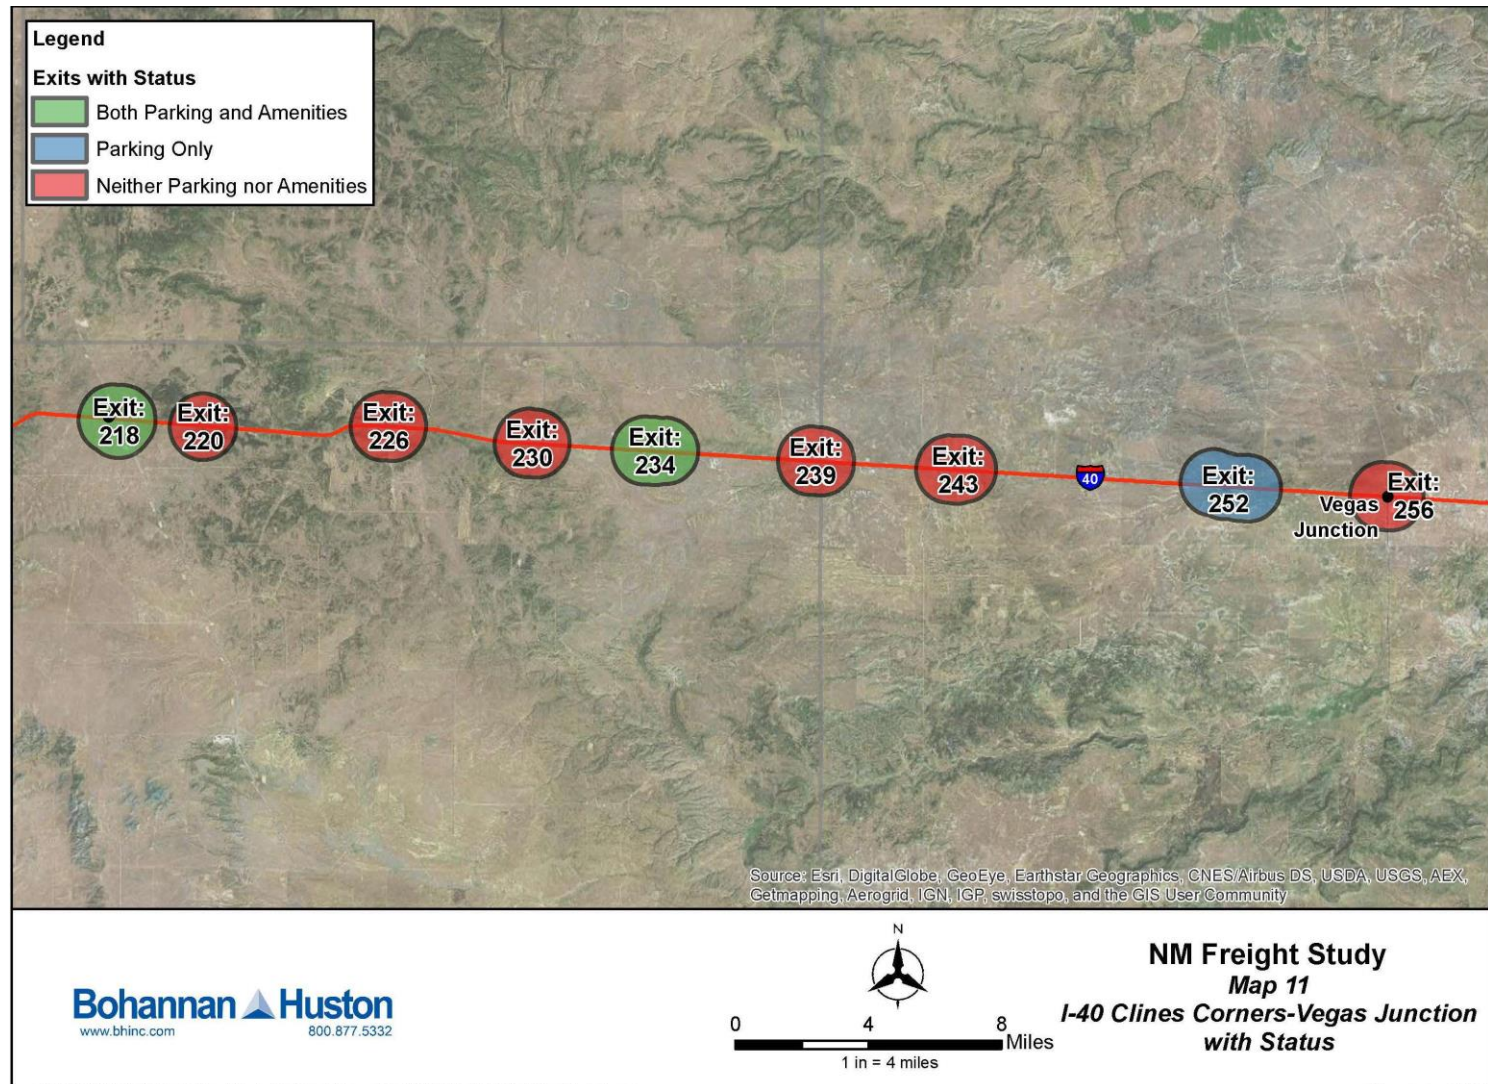 Legend
Exits with Status
Both Parking and Amenities
Parking Only
Neither Parking nor Amenities
Exit:
218
Exit:
220
Exit:
226
Exit:
230
Exit:
234
Exit:
239
Exit:
243
40
Exit:
252
Exit:
256
Vegas
Junction
Source: Esri, DigitalGlobe, GeoEye, Earthstar Geographics, CNES/Airbus DS, USDA, USGS, AEX,
Getmapping, Aerogrid, IGN, IGP, swisstopo, and the GIS User Community
Bohannan Huston
www.bhinc.com 800.877.5332
N
0 4 8
Miles
1 in = 4 miles
NM Freight Study
Map 11
I-40 Clines Corners-Vegas Junction
with Status